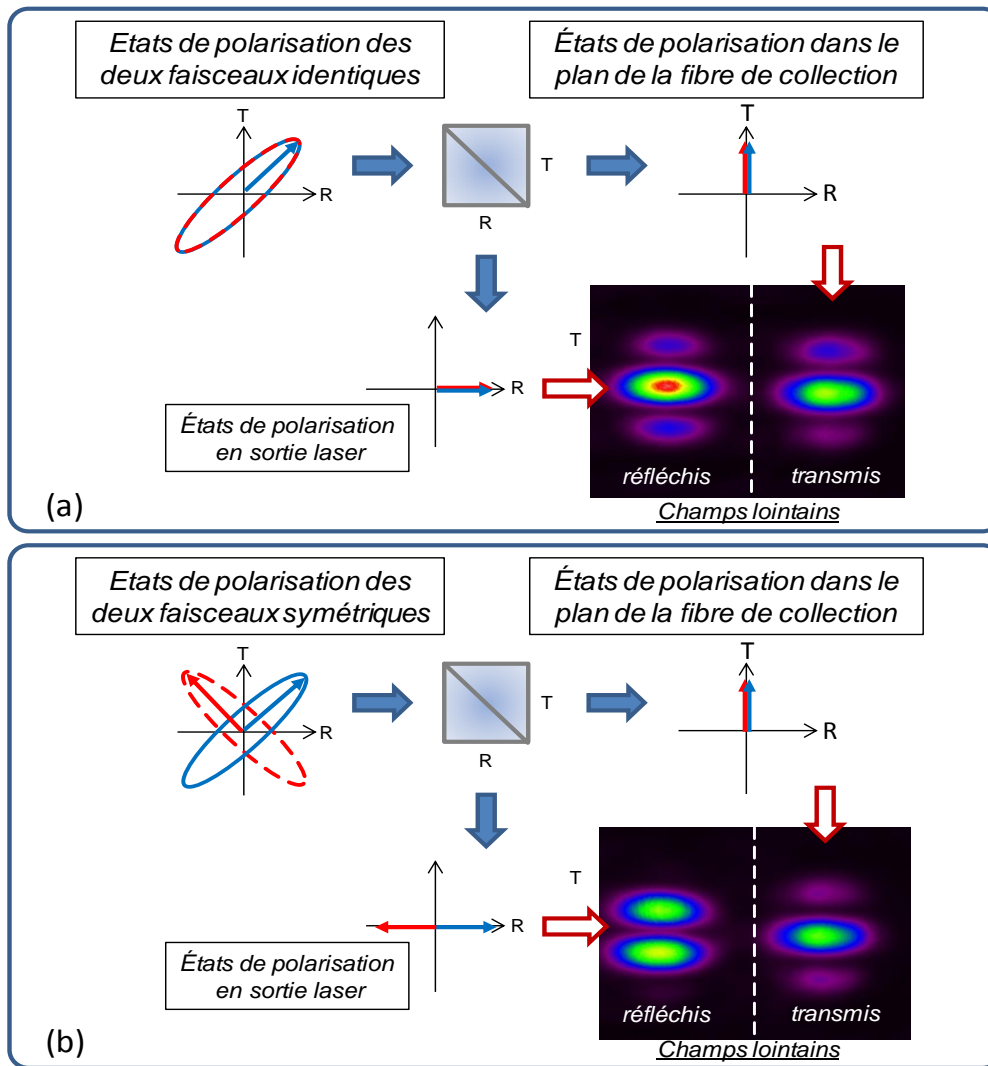 Etats de polarisation des
deux faisceaux identiques
États de polarisation dans le
plan de la fibre de collection
T
R
T
R
T
R
R
T
États de polarisation
en sortie laser
réfléchis
transmis
Champs lointains
(a)
Etats de polarisation des
deux faisceaux symétriques
États de polarisation dans le
plan de la fibre de collection
T
R
T
R
T
R
R
T
États de polarisation
en sortie laser
réfléchis
transmis
Champs lointains
(b)